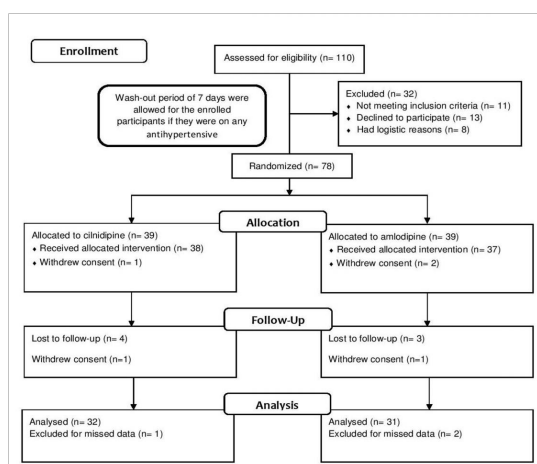 Enrollment
Assessed for eligibility (n= 110)
Wash-out period of 7 days were
allowed for the enrolled
participants if they were on any
antihypertensive
Excluded (n= 32)
♦ Not meeting inclusion criteria (n= 11)
♦ Declined to participate (n= 13)
♦ Had logistic reasons (n= 8)
Randomized (n= 78)
Allocation
Allocated to cilnidipine (n= 39)
♦ Received allocated intervention (n= 38)
♦ Withdrew consent (n= 1)
Allocated to amlodipine (n= 39)
♦ Received allocated intervention (n= 37)
♦ Withdrew consent (n= 2)
Follow-Up
Lost to follow-up (n= 4)
Withdrew consent (n=1)
Lost to follow-up (n= 3)
Withdrew consent (n=1)
Analysis
Analysed (n= 32)
Excluded for missed data (n= 1)
Analysed (n= 31)
Excluded for missed data (n= 2)